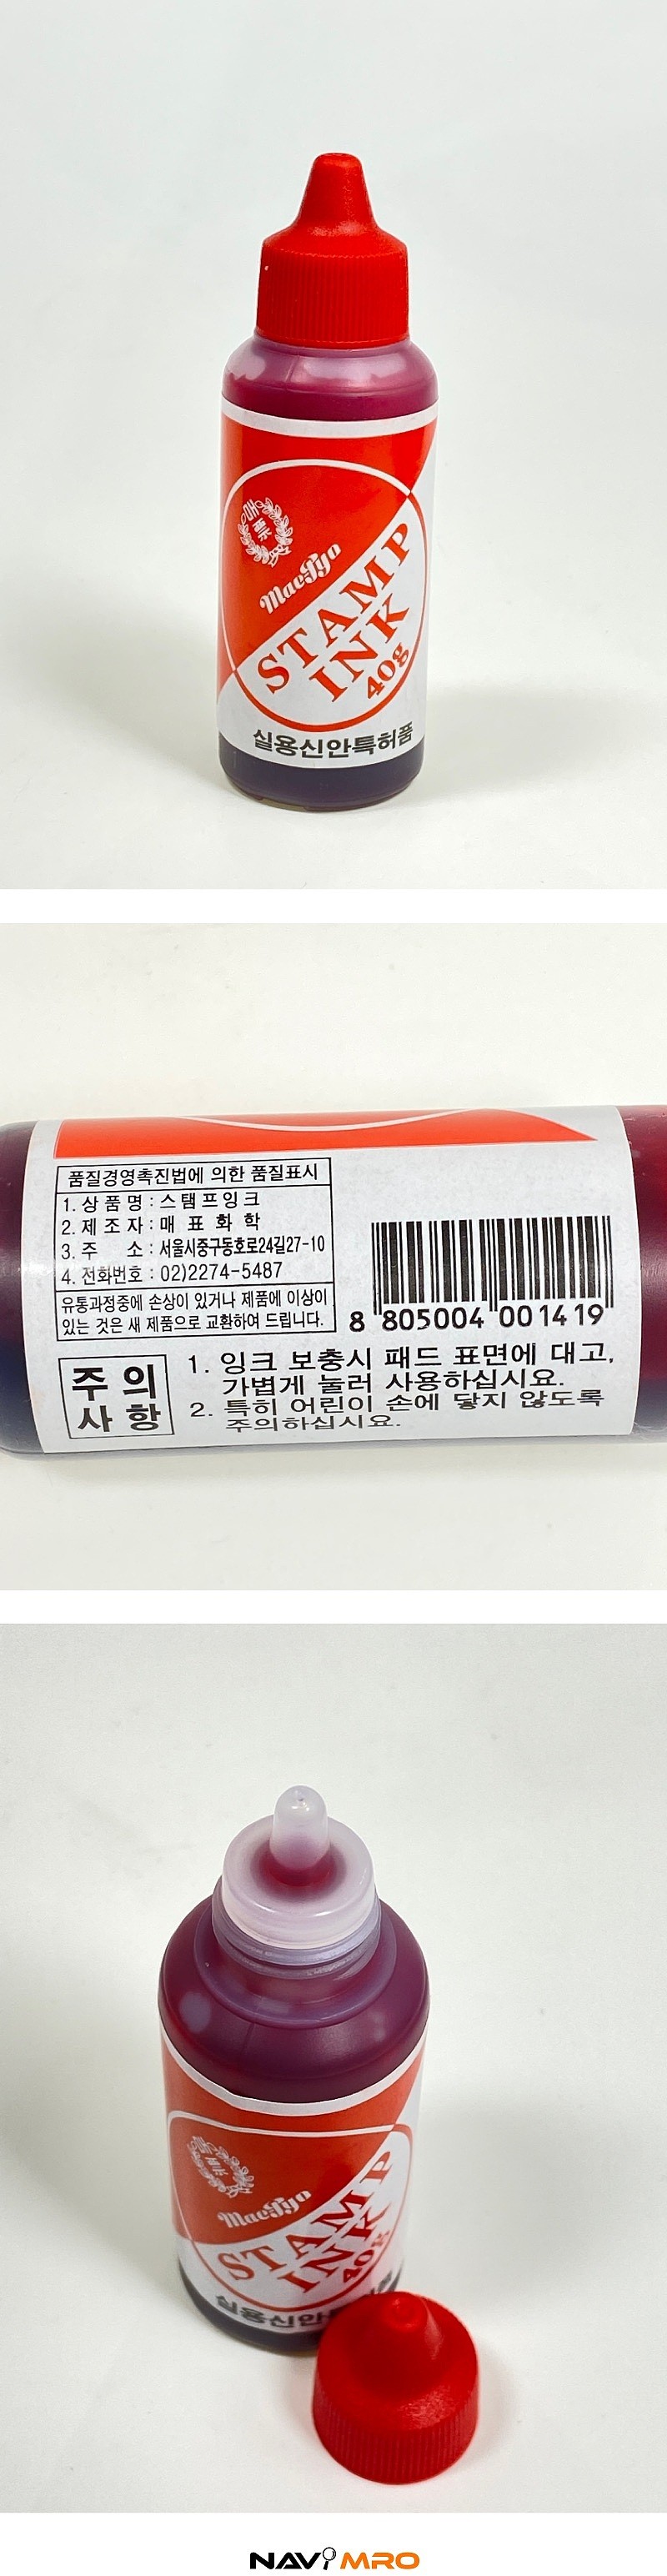 매표
MaePyo
STAMP
INK
40g
실용신안특허품
품질경영촉진법에 의한 품질표시
1. 상 품 명 : 스탬프잉크
2. 제 조 자 : 매 표 화 학
3. 주 소 : 서울시중구동호로24길27-10
4. 전화번호 : 02)2274-5487
유통과정중에 손상이 있거나 제품에 이상이
있는 것은 새 제품으로 교환하여 드립니다.
8 805004 001419
주의
사항
1. 잉크 보충시 패드 표면에 대고,
가볍게 눌러 사용하십시요.
2. 특히 어린이 손에 닿지 않도록
주의하십시요.
MaePyo
STAMP
INK
40g
실용신안
NAVIMRO